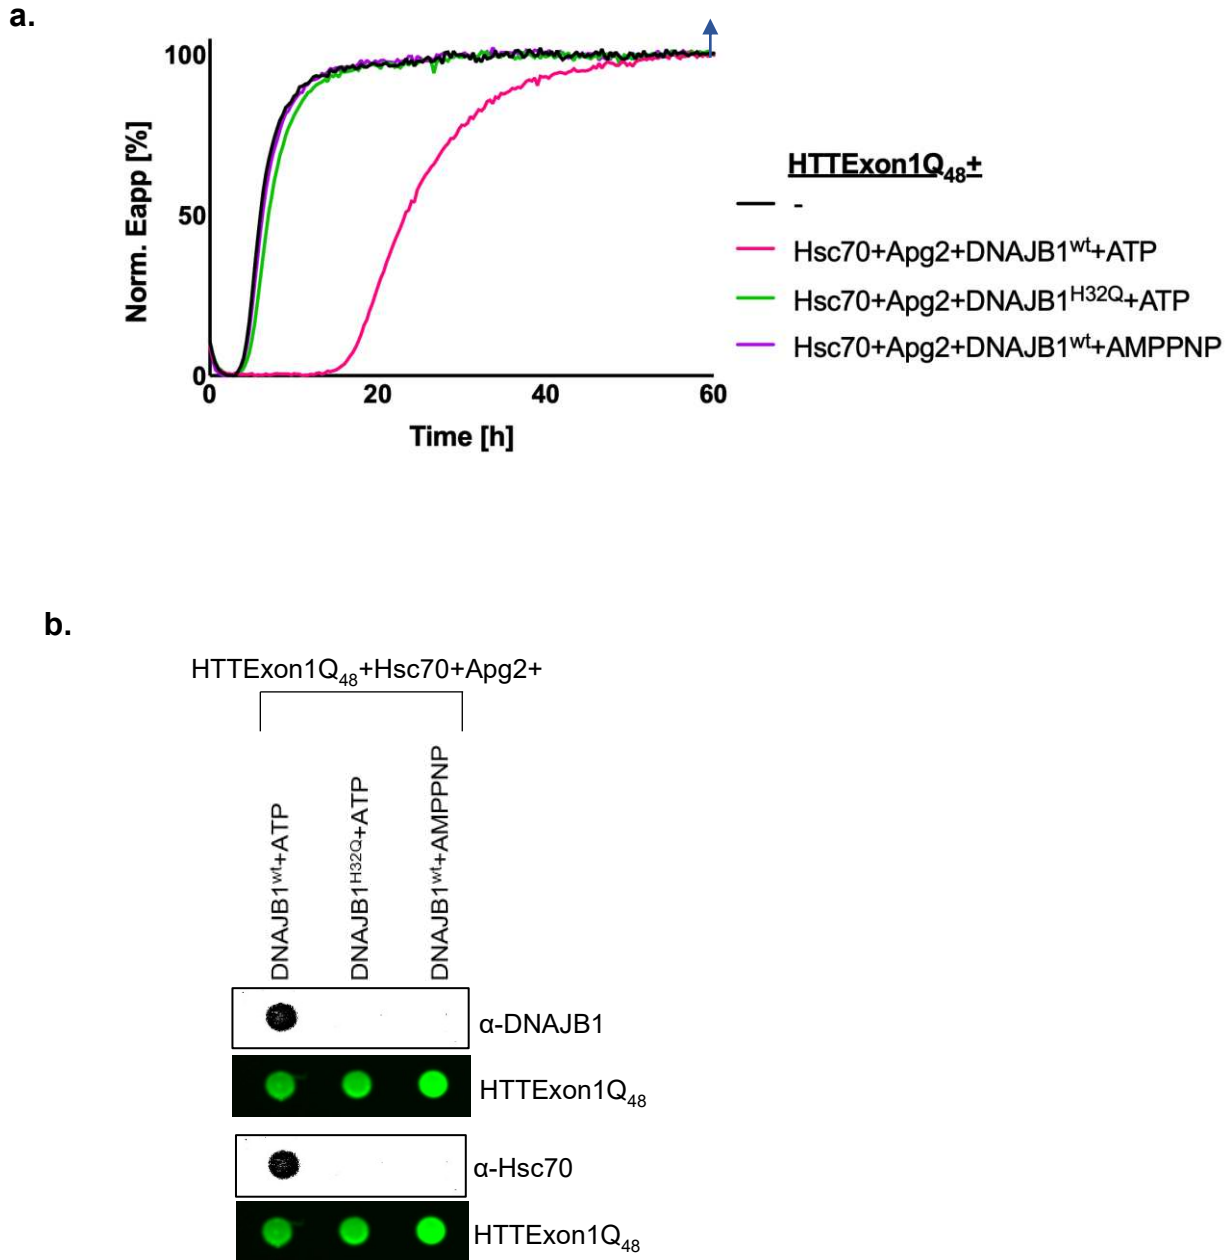 a.
100
50
0
Norm. Eapp [%]
0 20 40 60
Time [h]
HTTExon1Q₄₈+
-
Hsc70+Apg2+DNAJB1ʷᵗ+ATP
Hsc70+Apg2+DNAJB1ᴴ³²Q+ATP
Hsc70+Apg2+DNAJB1ʷᵗ+AMPPNP
b.
HTTExon1Q₄₈+Hsc70+Apg2+
DNAJB1ʷᵗ+ATP
DNAJB1ᴴ³²Q+ATP
DNAJB1ʷᵗ+AMPPNP
α-DNAJB1
HTTExon1Q₄₈
α-Hsc70
HTTExon1Q₄₈